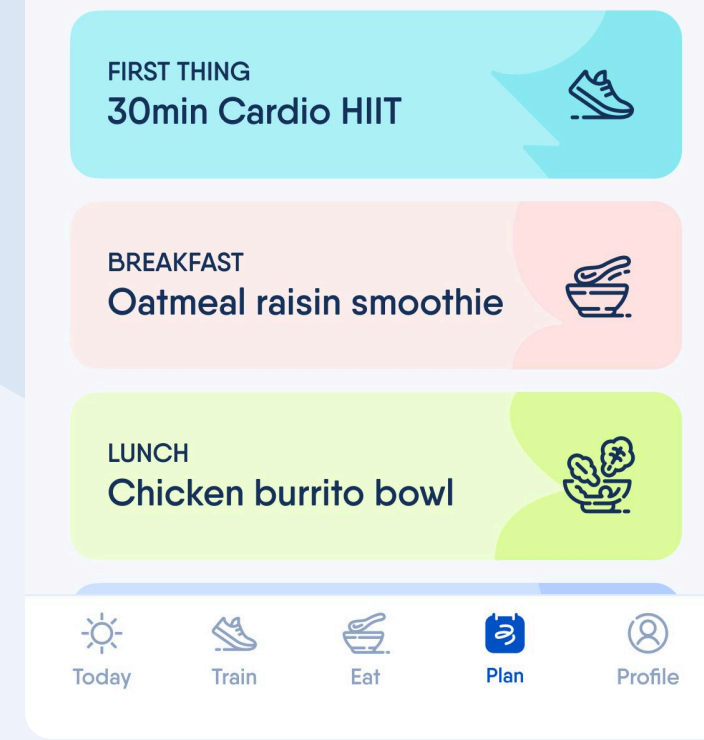 FIRST THING
30min Cardio HIIT
BREAKFAST
Oatmeal raisin smoothie
LUNCH
Chicken burrito bowl
Today Train Eat Plan Profile